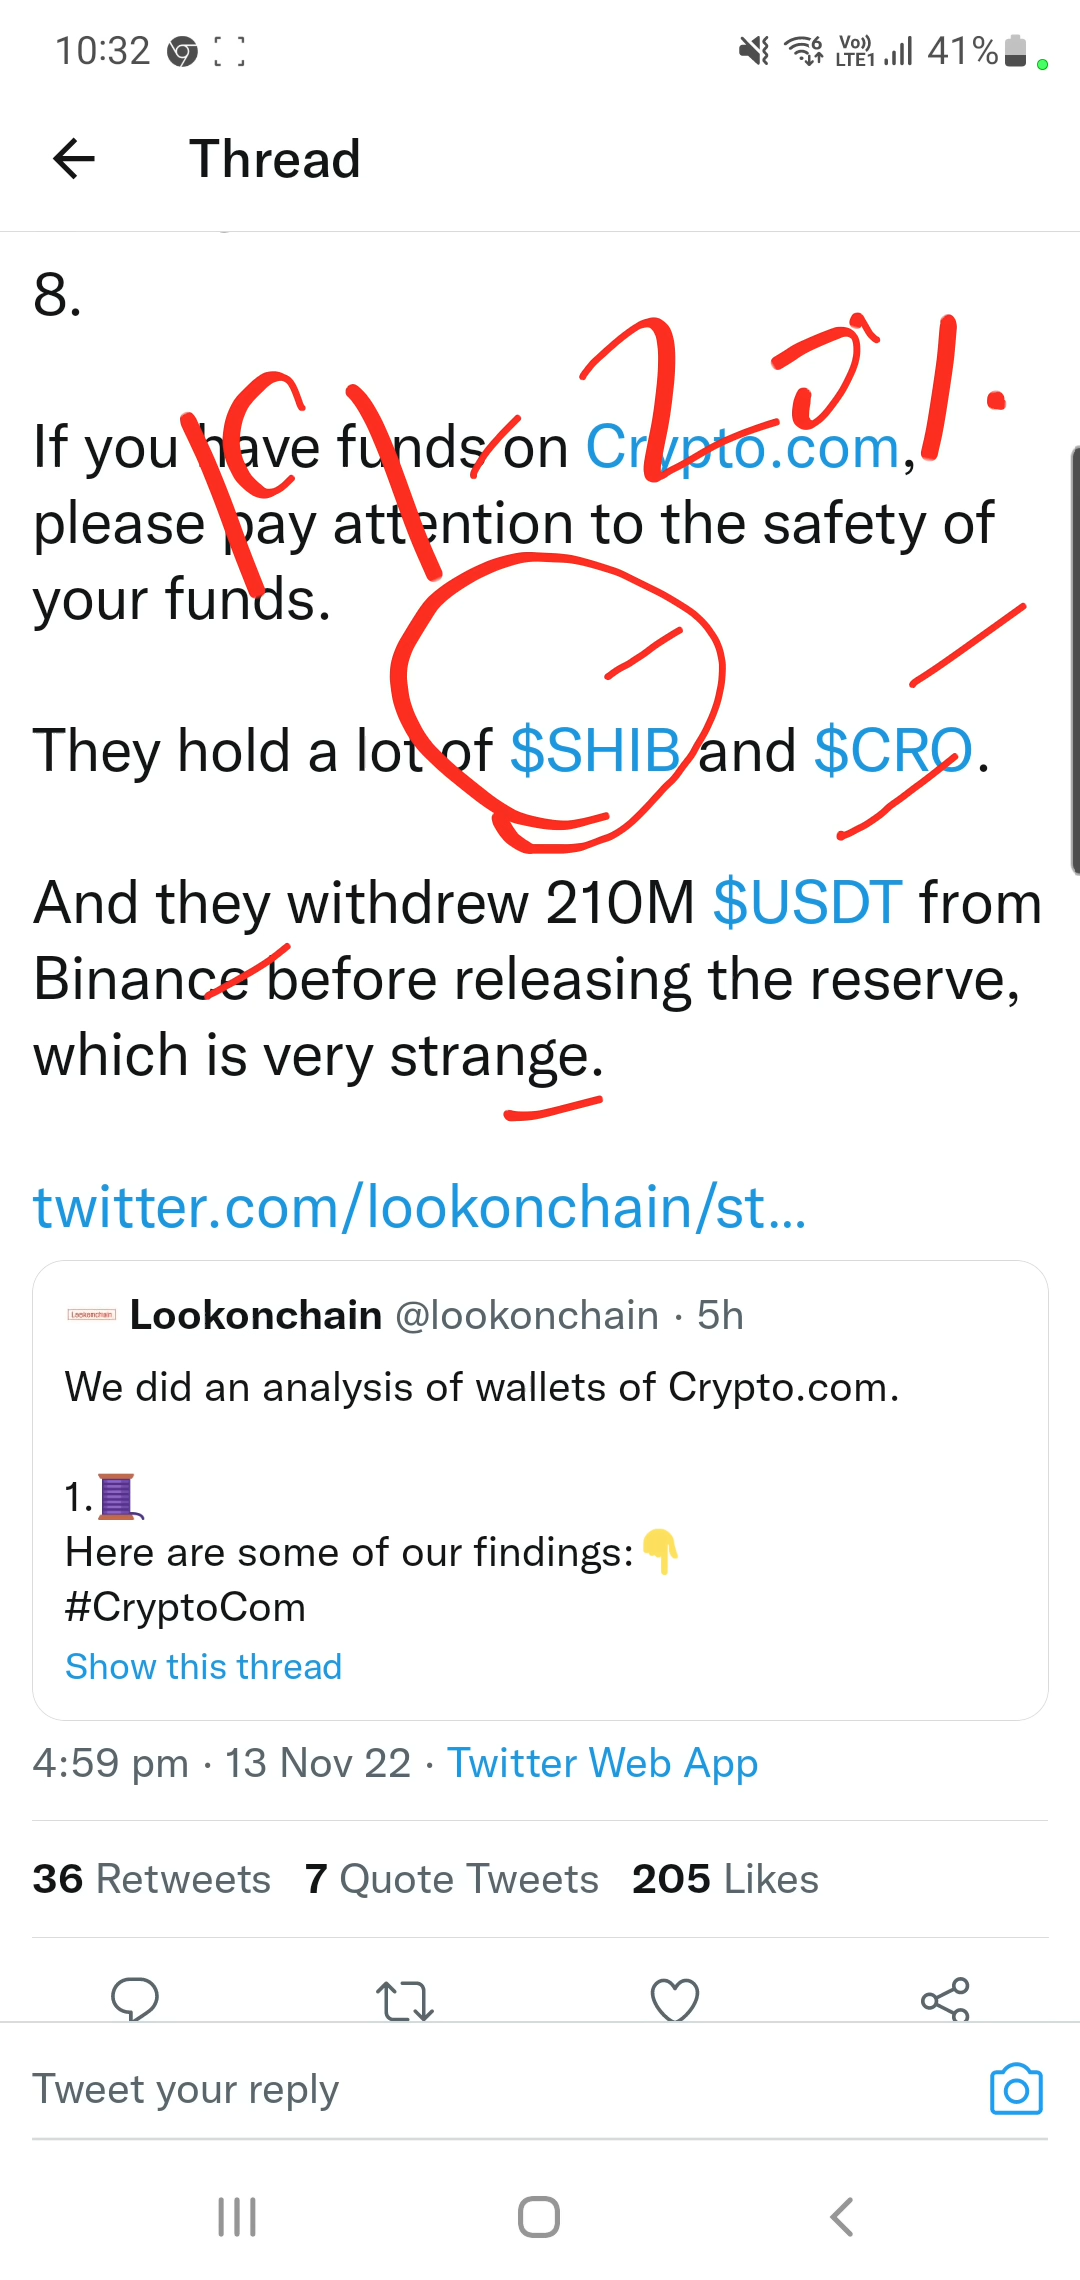 10:32
Vo))
LTE1
41%
Thread
8.
If you have funds on Crypto.com,
please pay attention to the safety of
your funds.
They hold a lot of $SHIB and $CRO.
And they withdrew 210M $USDT from
Binance before releasing the reserve,
which is very strange.
twitter.com/lookonchain/st...
Lookonchain
Lookonchain @lookonchain · 5h
We did an analysis of wallets of Crypto.com.
1.
Here are some of our findings:
#CryptoCom
Show this thread
4:59 pm · 13 Nov 22 · Twitter Web App
36 Retweets 7 Quote Tweets 205 Likes
Tweet your reply